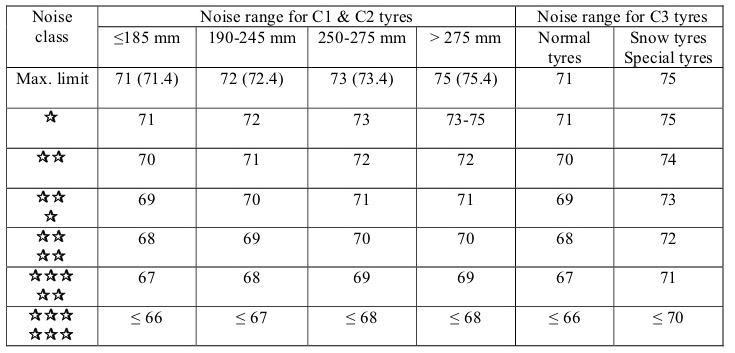 Noise class Noise range for C1 & C2 tyres Noise range for C3 tyres
≤185 mm 190-245 mm 250-275 mm > 275 mm Normal tyres Snow tyres Special tyres
Max. limit 71 (71.4) 72 (72.4) 73 (73.4) 75 (75.4) 71 75
☆ 71 72 73 73-75 71 75
☆☆ 70 71 72 72 70 74
☆☆☆ 69 70 71 71 69 73
☆☆☆☆ 68 69 70 70 68 72
☆☆☆☆☆ 67 68 69 69 67 71
☆☆☆☆☆☆ ≤ 66 ≤ 67 ≤ 68 ≤ 68 ≤ 66 ≤ 70